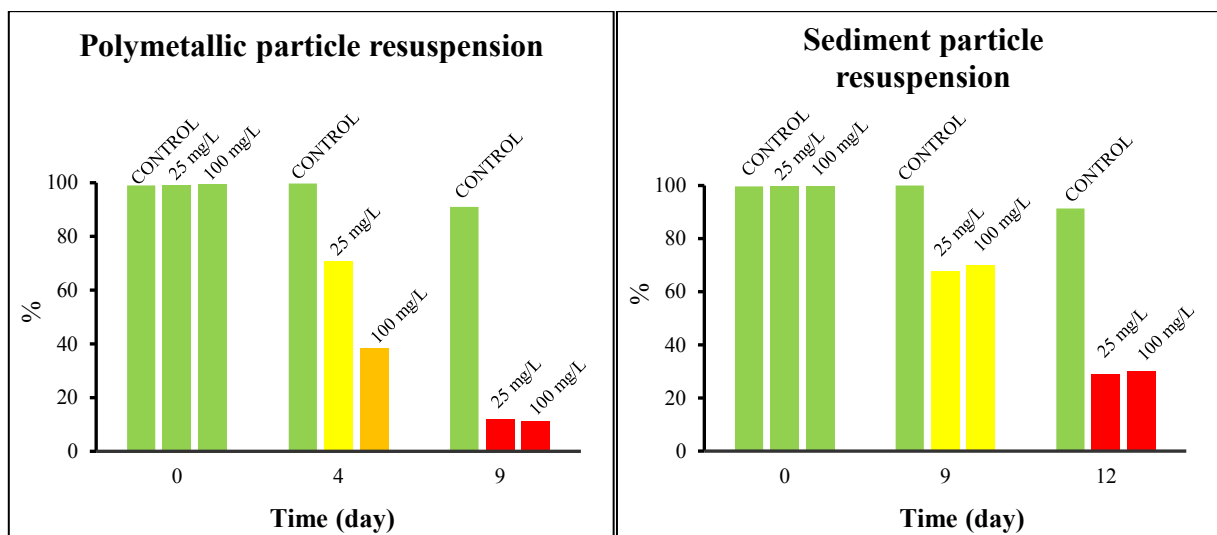 Polymetallic particle resuspension
CONTROL
25 mg/L
100 mg/L
CONTROL
25 mg/L
100 mg/L
CONTROL
25 mg/L
100 mg/L
100
80
60
40
20
0
%
0
4
9
Time (day)
Sediment particle
resuspension
CONTROL
25 mg/L
100 mg/L
CONTROL
25 mg/L
100 mg/L
CONTROL
25 mg/L
100 mg/L
100
80
60
40
20
0
%
0
9
12
Time (day)